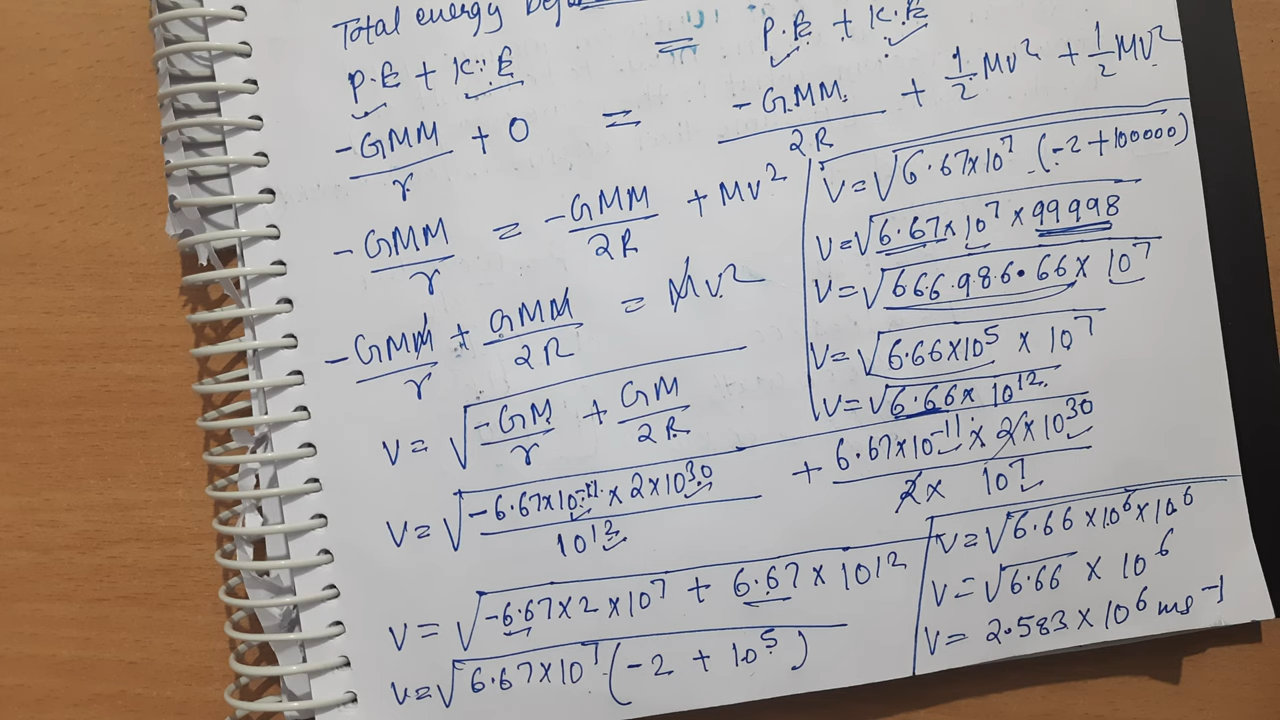 Total energy
P.E + K.E = P.E + K.E
-GMM/r + 0 = -GMM/2R + 1/2 MV² + 1/2 MV²
-GMM/r = -GMM/2R + MV²
-GMM/r + GMM/2R = MV²
V = √(-GM/r + GM/2R)
V = √(-6.67×10⁻¹¹ × 2×10³⁰/10¹² + 6.67×10⁻¹¹ × 2×10³⁰/2× 10⁷)
V = √(-6.67×2×10⁷ + 6.67×10¹²)
V = √(6.67×10⁷(-2 + 10⁵))
V = √(6.67×10⁷ (-2+100000))
V = √(6.67×10⁷ × 99998)
V = √(666986.66× 10⁷)
V = √(6.66×10⁵ × 10⁷)
V = √(6.66× 10¹²)
V = √(6.66 ×10⁶×10⁶)
V = √6.66 × 10⁶
V = 2.583×10⁶ ms⁻¹